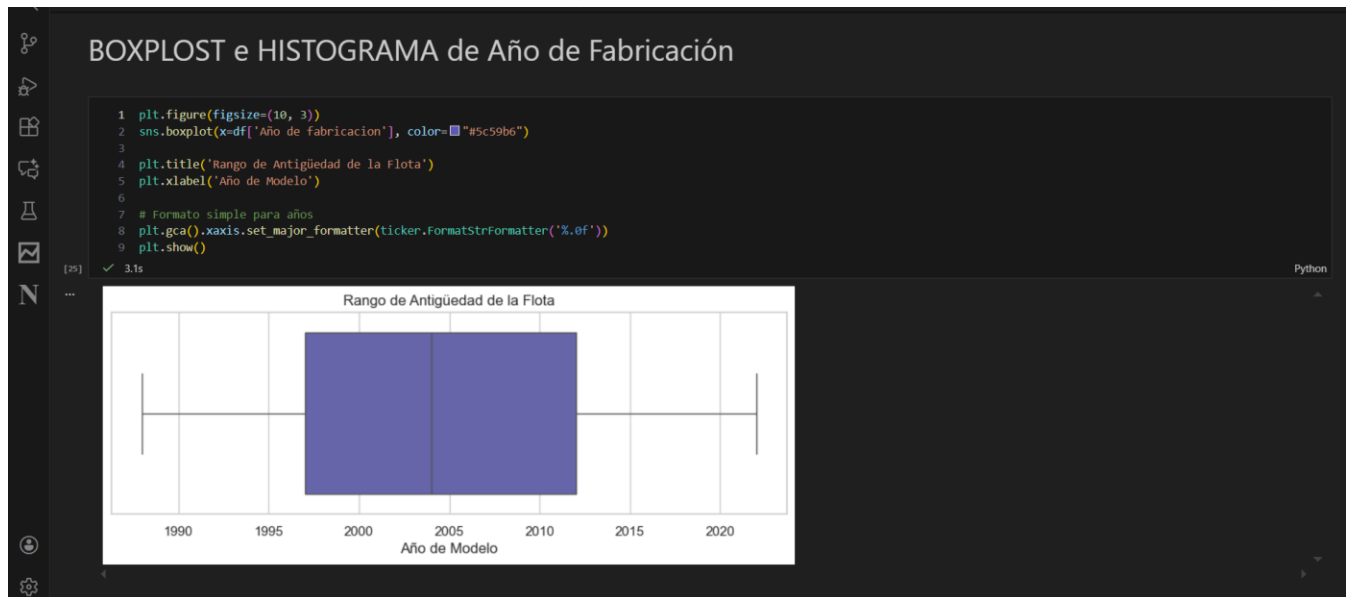 BOXPLOST e HISTOGRAMA de Año de Fabricación
1 plt.figure(figsize=(10, 3))
2 sns.boxplot(x=df['Año de fabricacion'], color="#5c59b6")
3
4 plt.title('Rango de Antigüedad de la Flota')
5 plt.xlabel('Año de Modelo')
6
7 # Formato simple para años
8 plt.gca().xaxis.set_major_formatter(ticker.FormatStrFormatter('%.0f'))
9 plt.show()
[25] ✓ 3.1s Python
N ...
Rango de Antigüedad de la Flota
1990 1995 2000 2005 2010 2015 2020
Año de Modelo